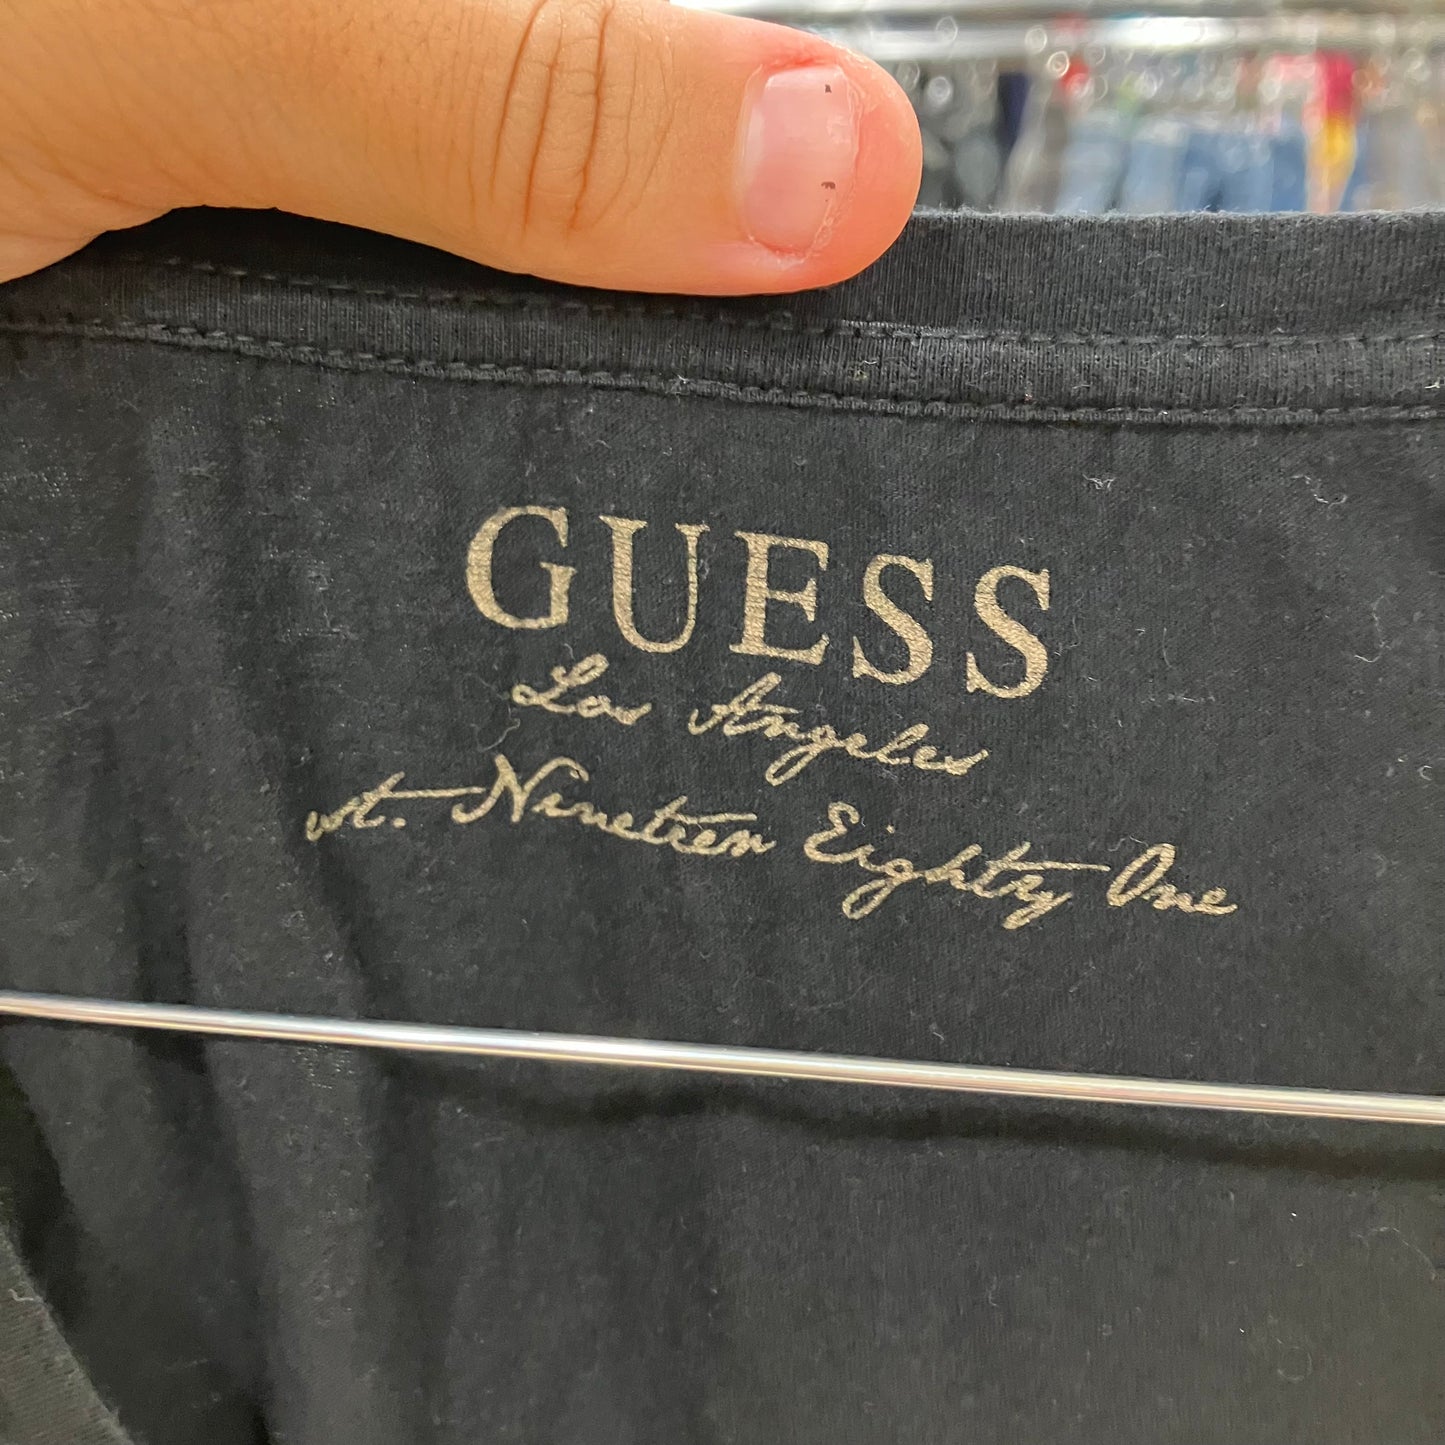 GUESS
Los Angeles
est. Nineteen Eighty One